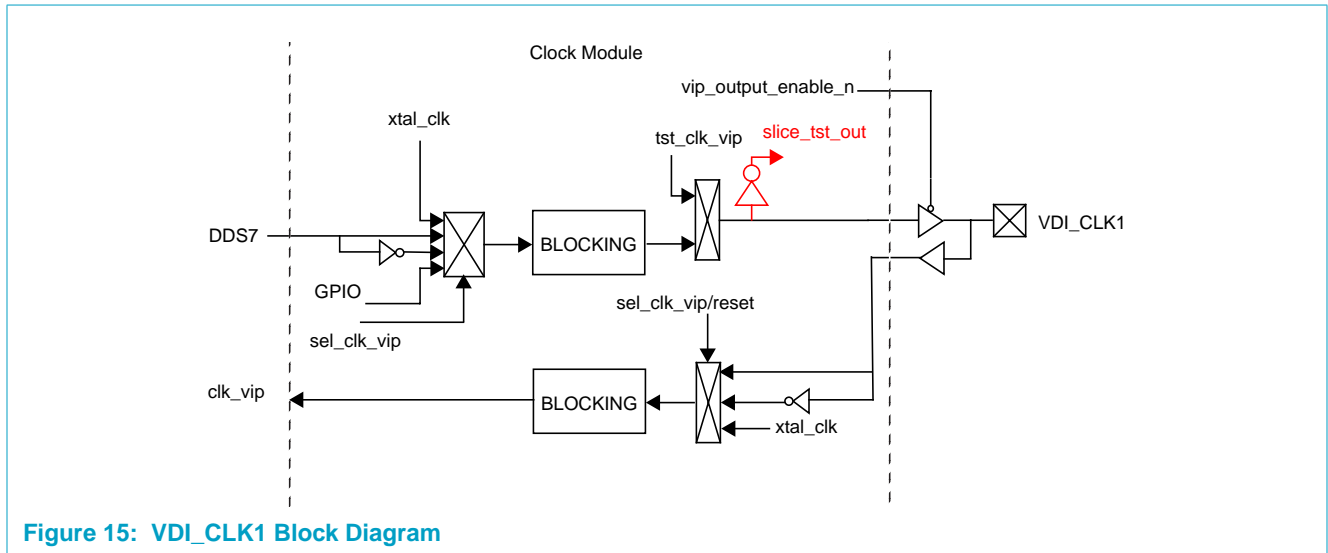 Clock Module
vip_output_enable_n
xtal_clk
tst_clk_vip
slice_tst_out
DDS7
BLOCKING
VDI_CLK1
GPIO
sel_clk_vip
sel_clk_vip/reset
clk_vip
BLOCKING
xtal_clk
Figure 15: VDI_CLK1 Block Diagram